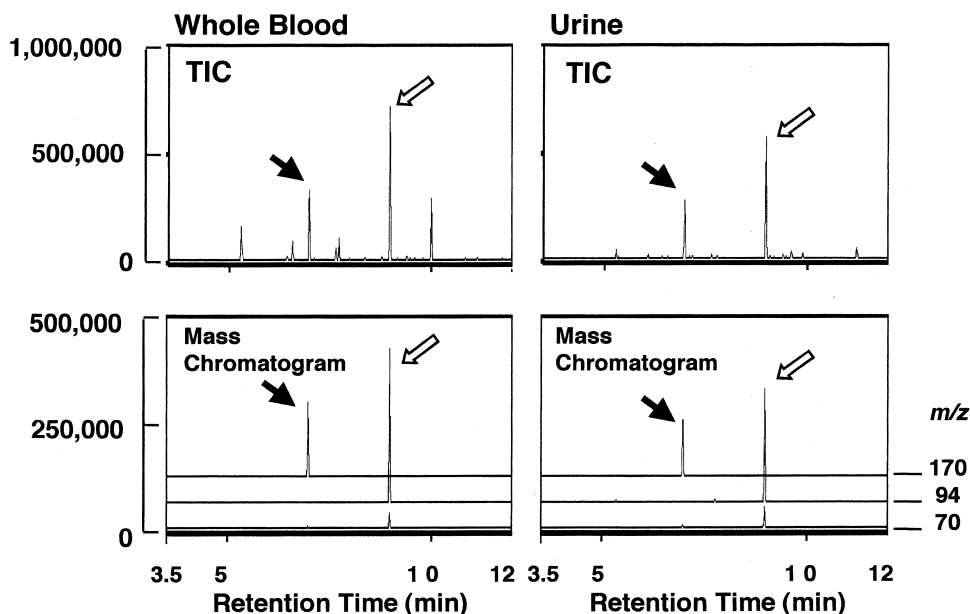 Whole Blood Urine
1,000,000
TIC TIC
500,000
0
500,000
Mass Chromatogram Mass Chromatogram
250,000
m/z
170
94
70
0
3.5 5 10 12 3.5 5 10 12
Retention Time (min) Retention Time (min)